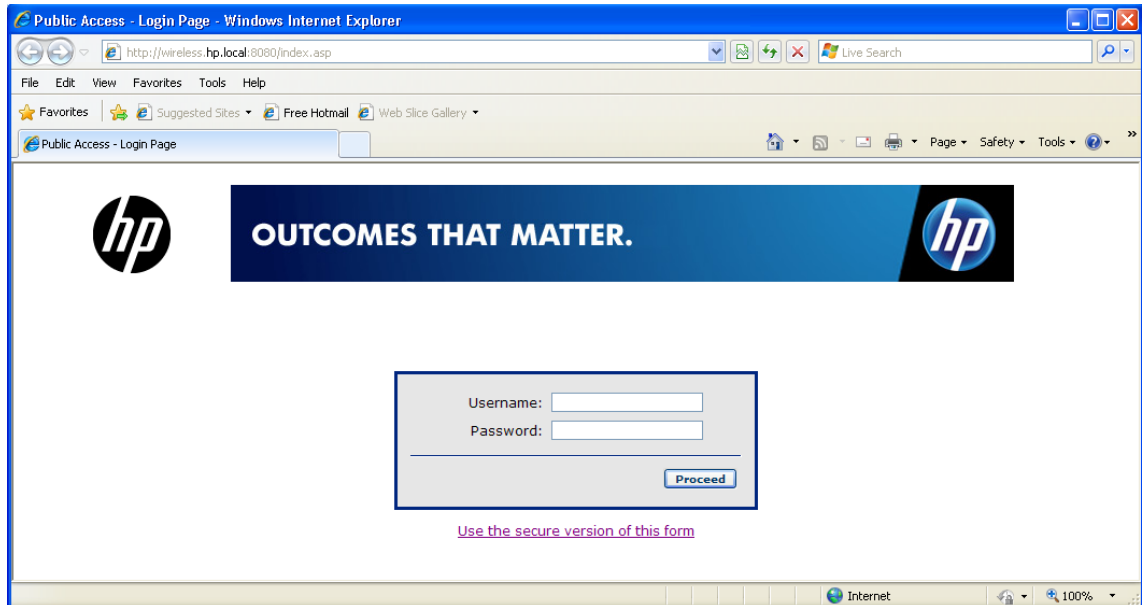 Public Access - Login Page - Windows Internet Explorer
http://wireless.hp.local:8080/index.asp
Live Search
File Edit View Favorites Tools Help
Favorites Suggested Sites Free Hotmail Web Slice Gallery
Public Access - Login Page
Page Safety Tools »
hp OUTCOMES THAT MATTER. hp
Username:
Password:
Proceed
Use the secure version of this form
Internet 100%